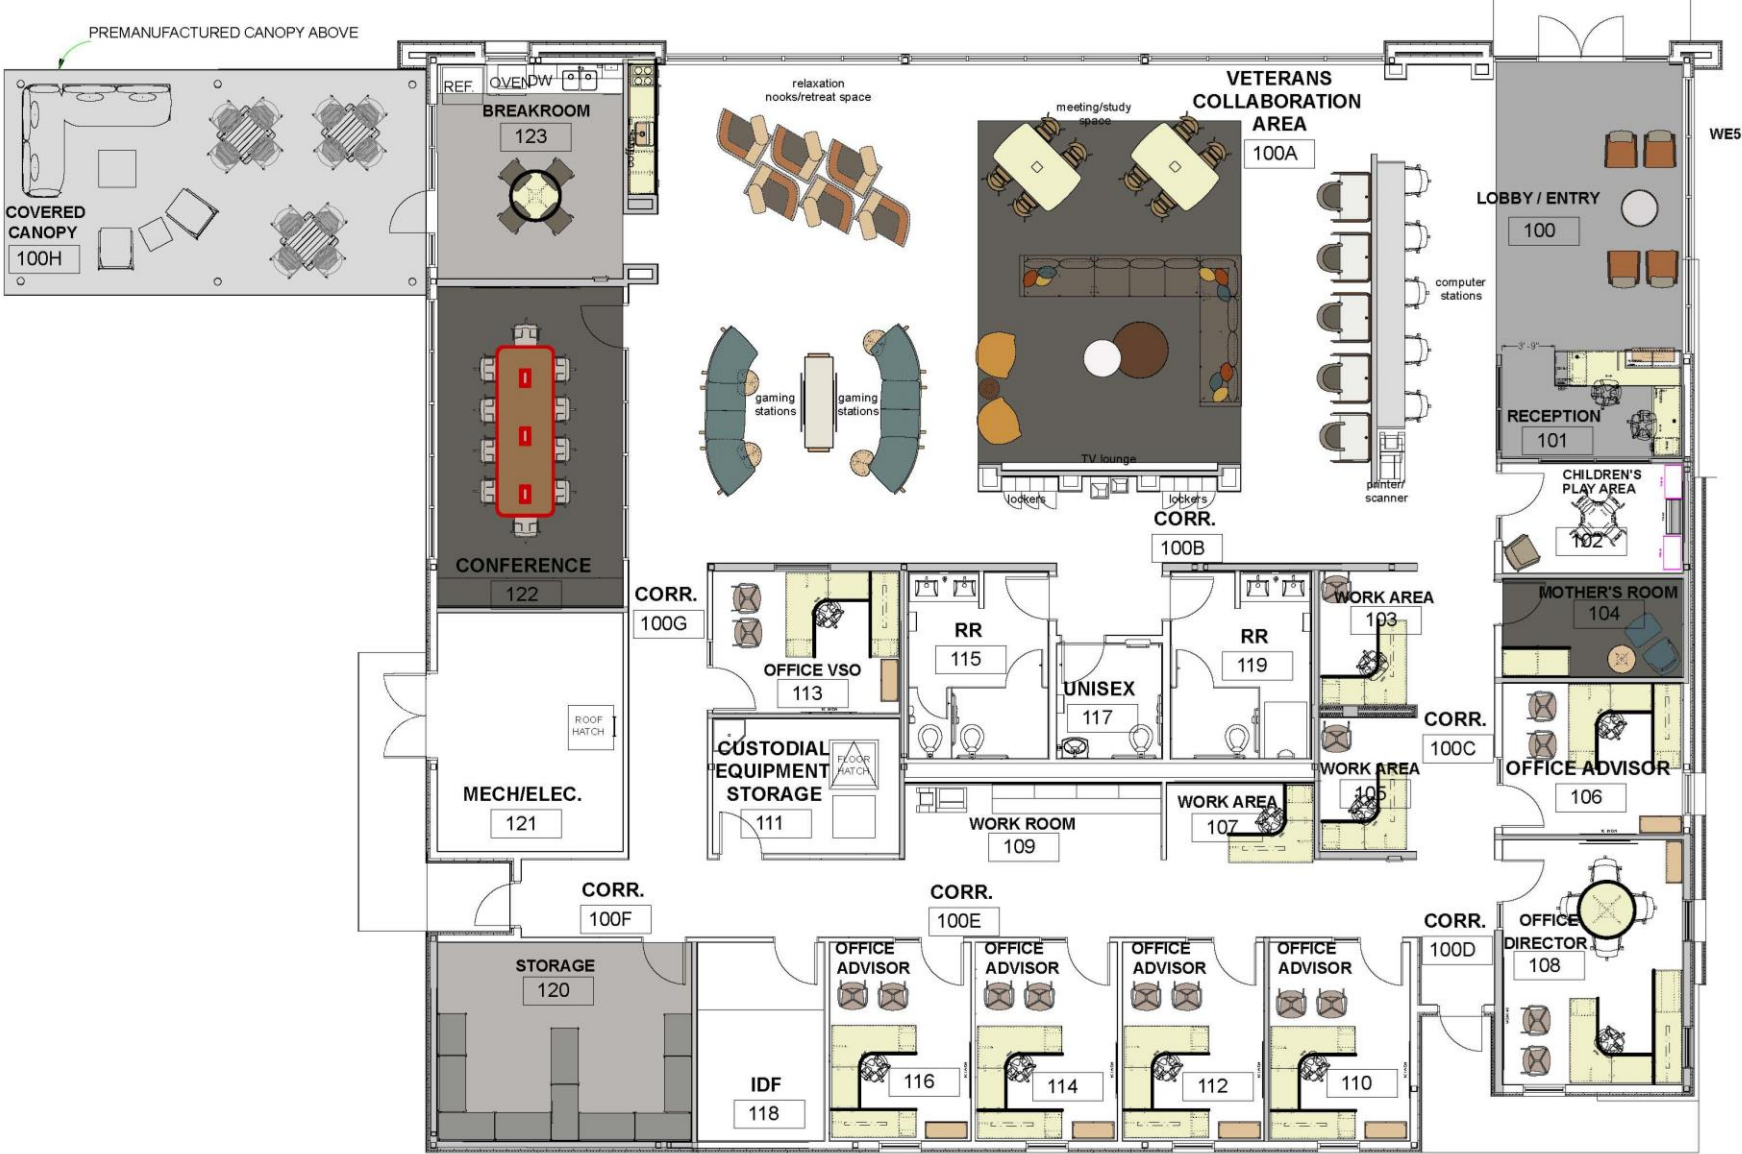 PREMANUFACTURED CANOPY ABOVE
REF.
OVEN
DW
BREAKROOM
123
relaxation
nooks/retreat space
meeting/study
space
VETERANS
COLLABORATION
AREA
100A
WE5
COVERED
CANOPY
100H
LOBBY / ENTRY
100
computer
stations
3'-9"
gaming
stations
gaming
stations
RECEPTION
101
TV lounge
lockers
lockers
printer/
scanner
CHILDREN'S
PLAY AREA
102
CORR.
100B
CONFERENCE
122
CORR.
100G
WORK AREA
103
MOTHER'S ROOM
104
RR
115
RR
119
OFFICE VSO
113
UNISEX
117
ROOF
HATCH
CORR.
100C
CUSTODIAL
EQUIPMENT
STORAGE
111
FLOOR
HATCH
WORK AREA
105
OFFICE ADVISOR
106
MECH/ELEC.
121
WORK ROOM
109
WORK AREA
107
CORR.
100F
CORR.
100E
CORR.
100D
OFFICE
DIRECTOR
108
STORAGE
120
OFFICE
ADVISOR
116
OFFICE
ADVISOR
114
OFFICE
ADVISOR
112
OFFICE
ADVISOR
110
IDF
118